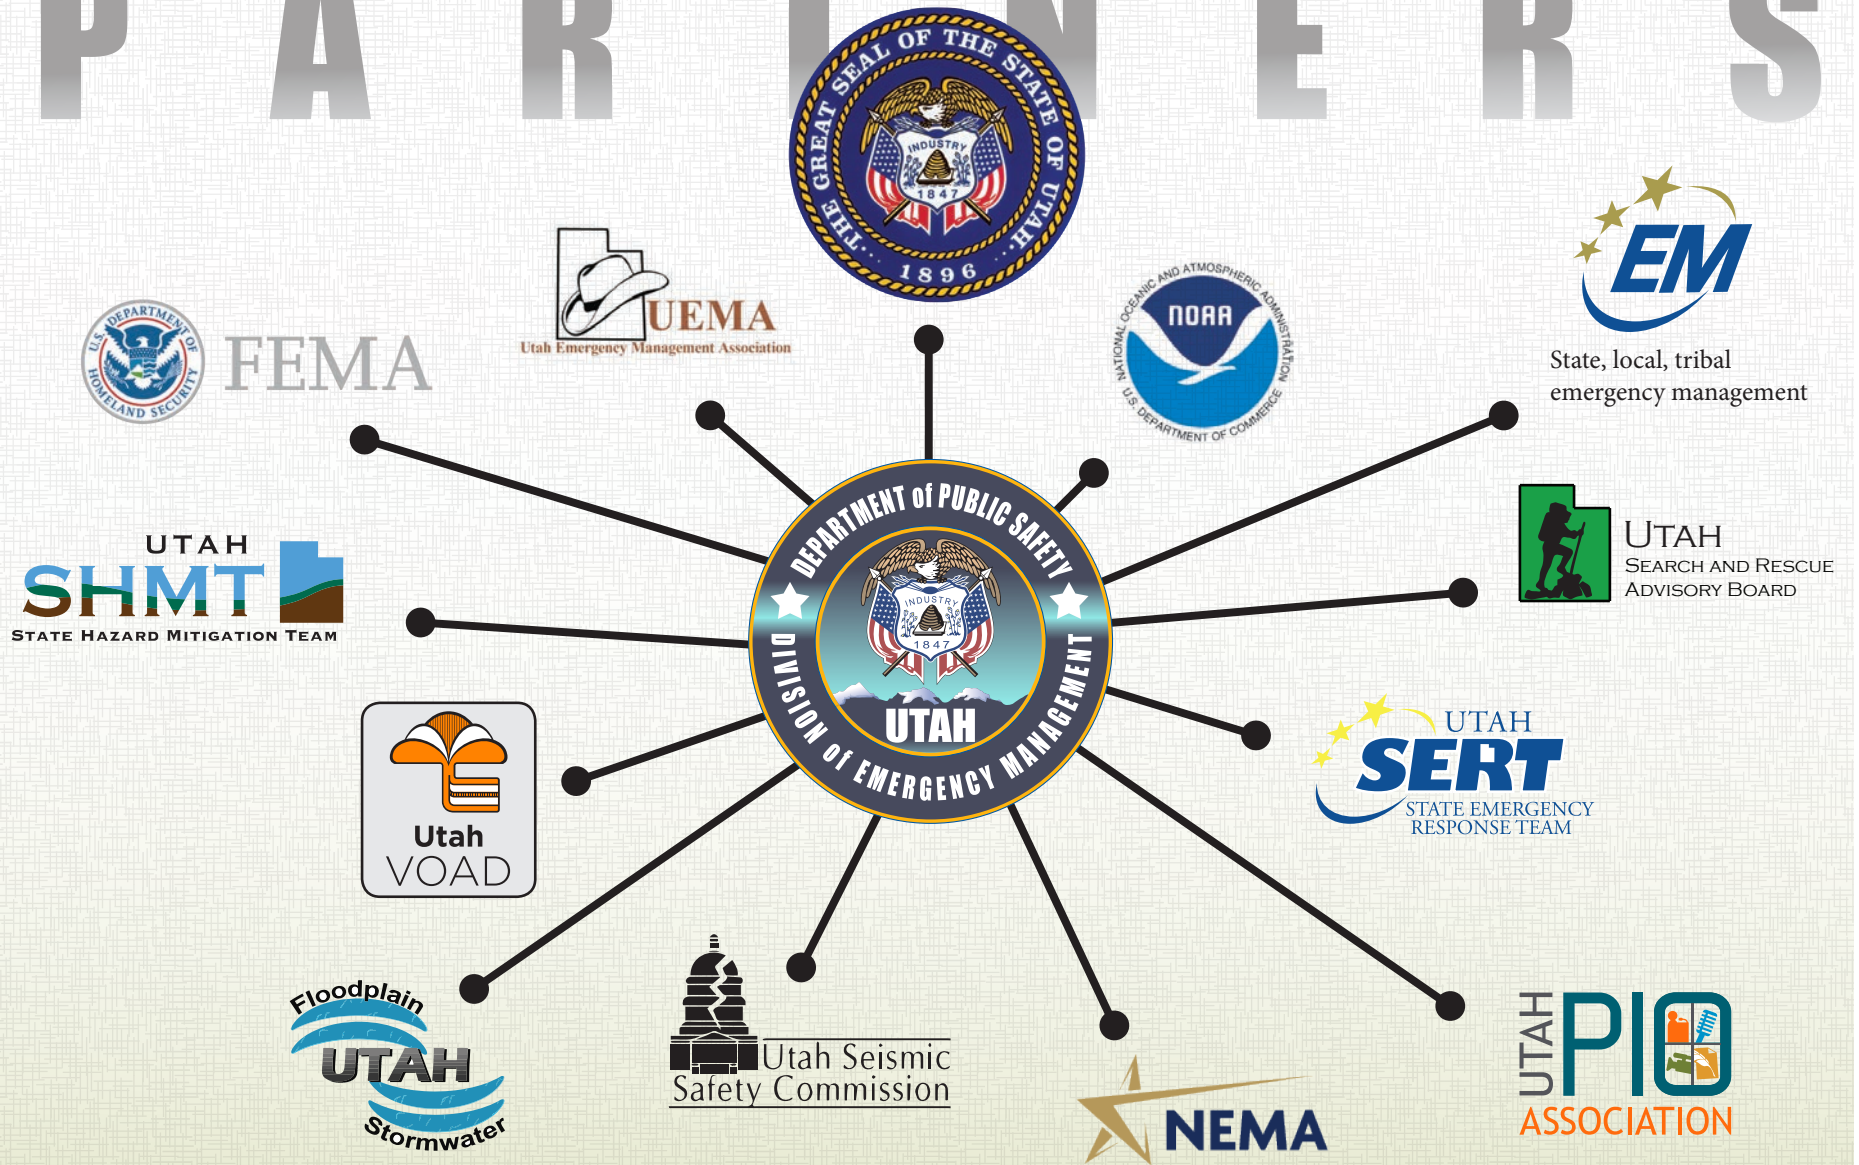 PARTNERS
THE GREAT SEAL OF THE STATE OF UTAH
INDUSTRY
1847
1896
EM
State, local, tribal
emergency management
UEMA
Utah Emergency Management Association
NATIONAL OCEANIC AND ATMOSPHERIC ADMINISTRATION
NOAA
U.S. DEPARTMENT OF COMMERCE
U.S. DEPARTMENT OF
HOMELAND SECURITY
FEMA
DEPARTMENT of PUBLIC SAFETY
INDUSTRY
1847
UTAH
DIVISION of EMERGENCY MANAGEMENT
UTAH
SEARCH AND RESCUE
ADVISORY BOARD
UTAH
SHMT
STATE HAZARD MITIGATION TEAM
UTAH
SERT
STATE EMERGENCY
RESPONSE TEAM
Utah
VOAD
Floodplain
UTAH
Stormwater
Utah Seismic
Safety Commission
NEMA
UTAH
PIO
ASSOCIATION